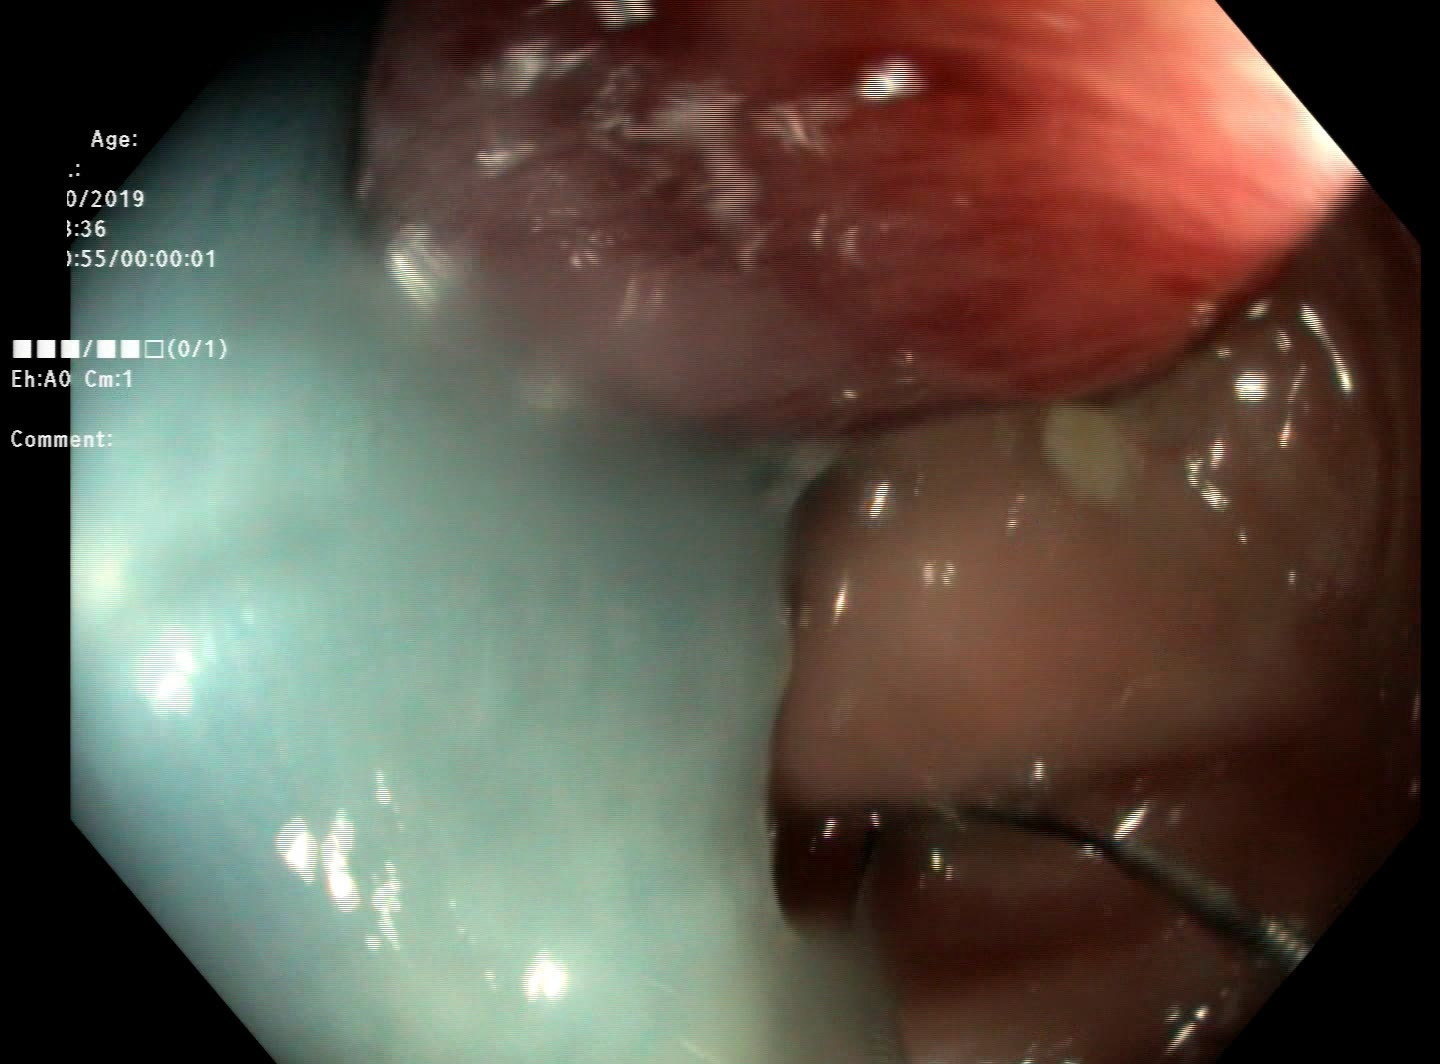 Age:
.:
0/2019
:36
:55/00:00:01
■■■/■■□(0/1)
Eh:A0 Cm:1
Comment: